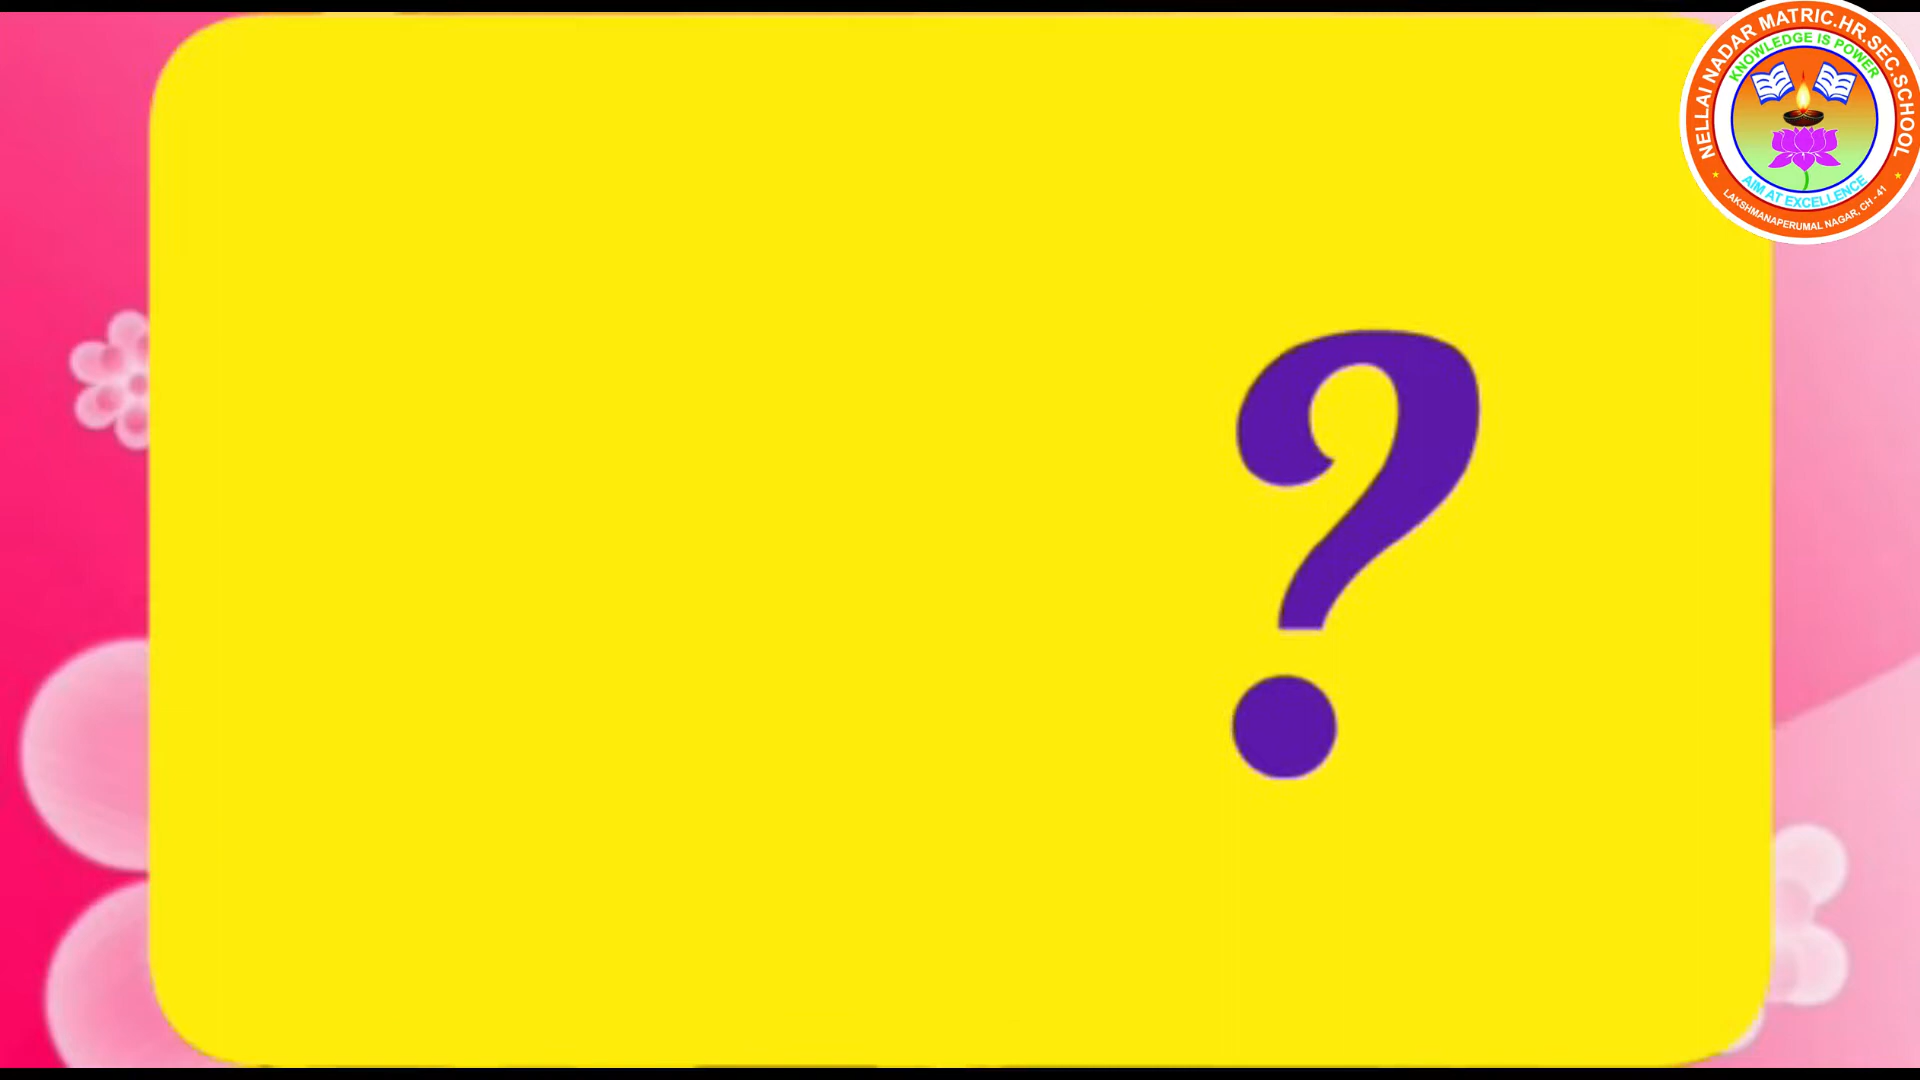 NELLAI NADAR MATRIC.HR.SEC.SCHOOL
KNOWLEDGE IS POWER
AIM AT EXCELLENCE
LAKSHMANAPERUMAL NAGAR, CH - 41
?